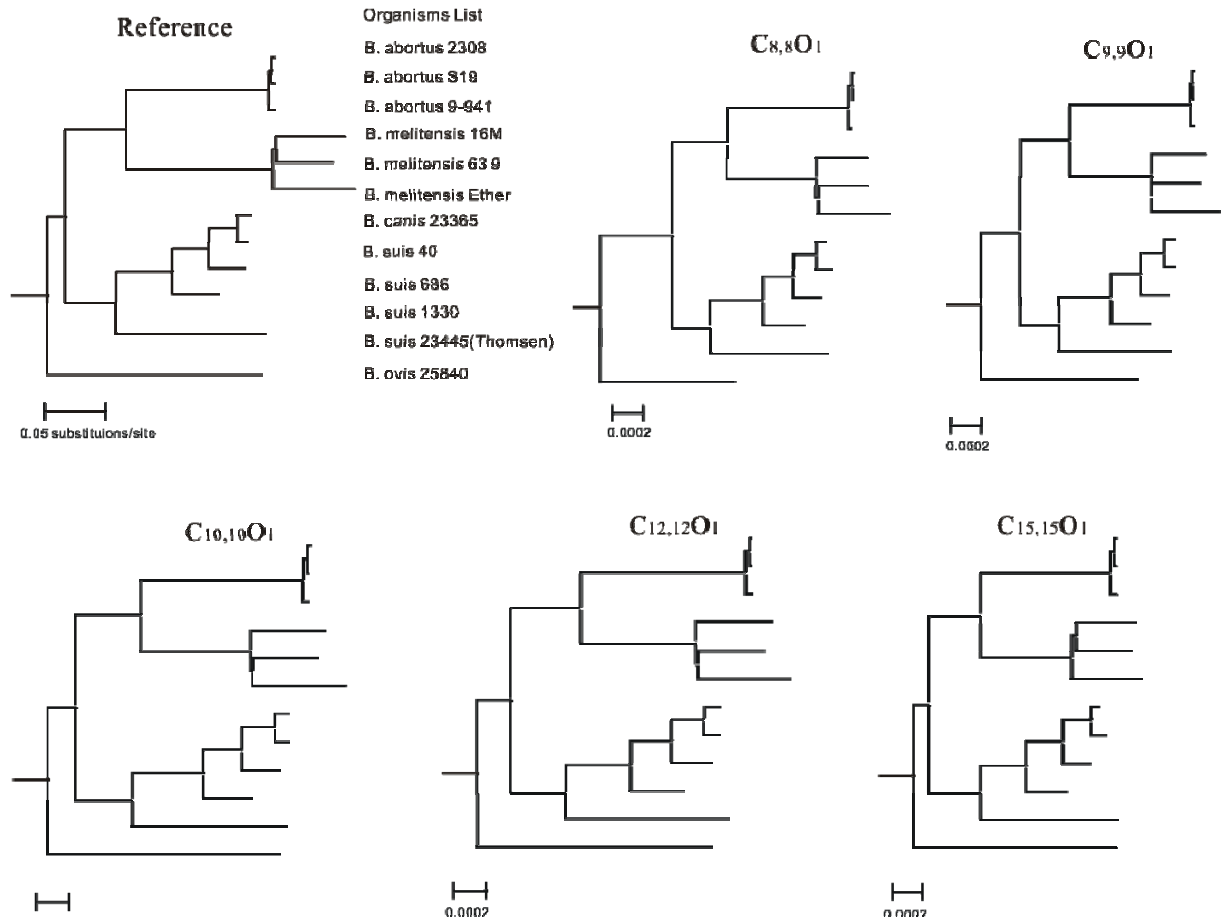 Reference
Organisms List
B. abortus 2308
B. abortus S19
B. abortus 9-941
B. melitensis 16M
B. melitensis 63 9
B. melitensis Ether
B. canis 23365
B. suis 40
B. suis 686
B. suis 1330
B. suis 23445(Thomsen)
B. ovis 25840
0.05 substituions/site
C8,8O1
0.0002
C9,9O1
0.0002
C10,10O1
C12,12O1
0.0002
C15,15O1
0.0002